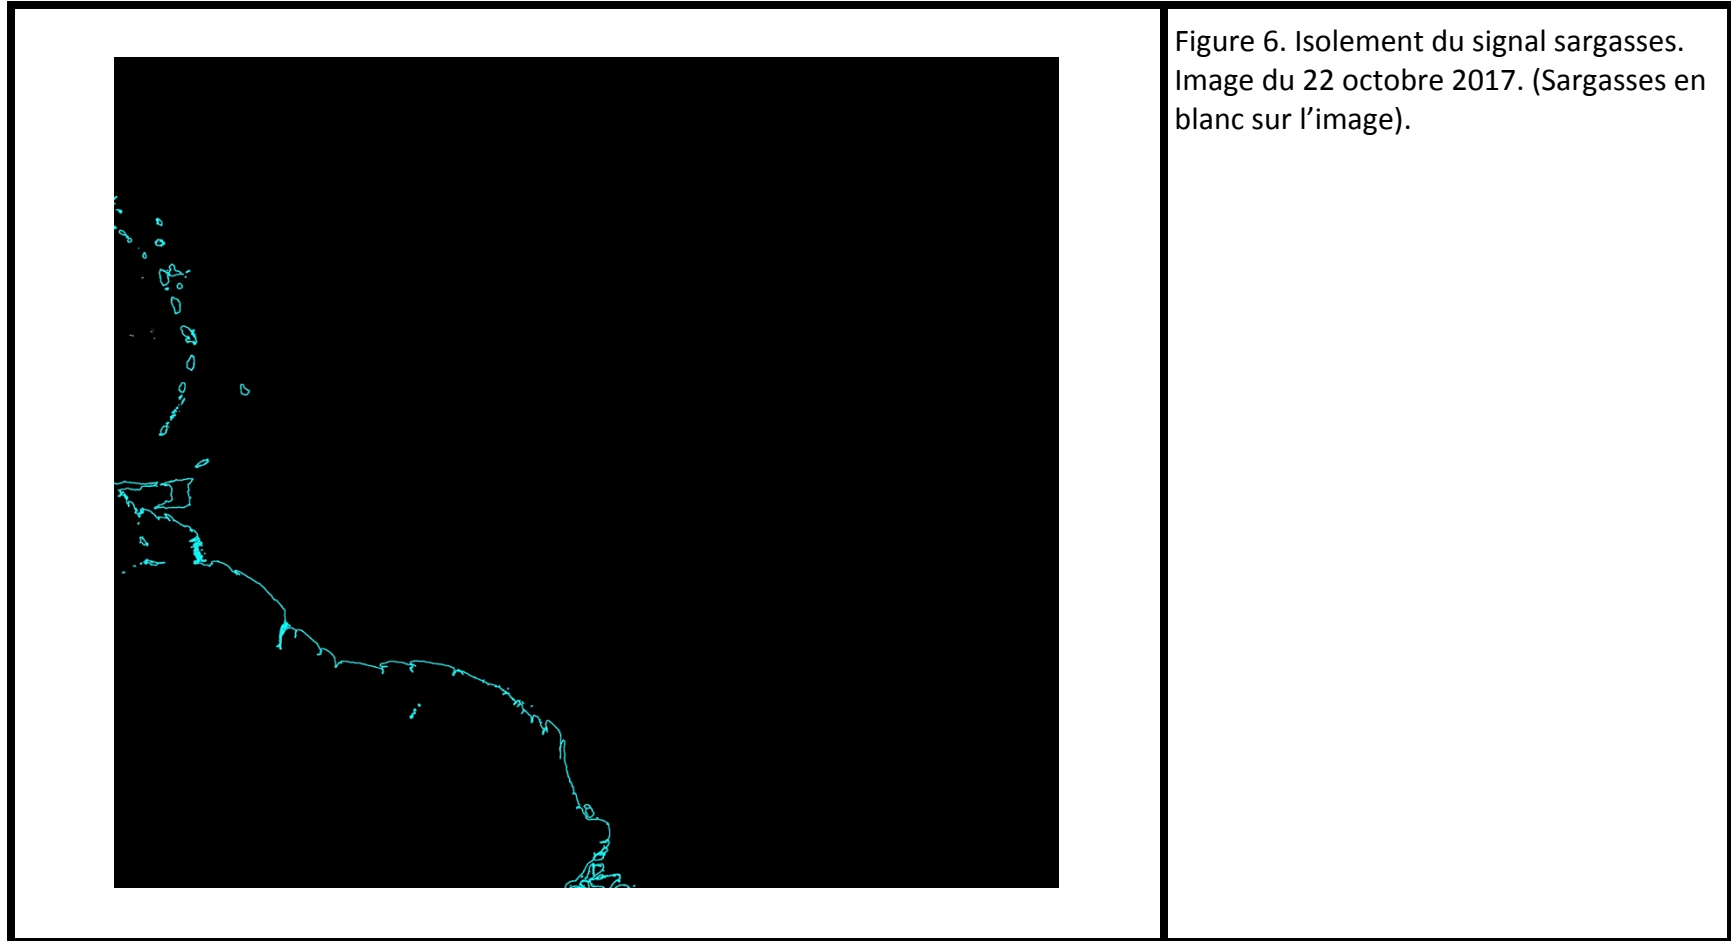 Figure 6. Isolement du signal sargasses.
Image du 22 octobre 2017. (Sargasses en
blanc sur l’image).